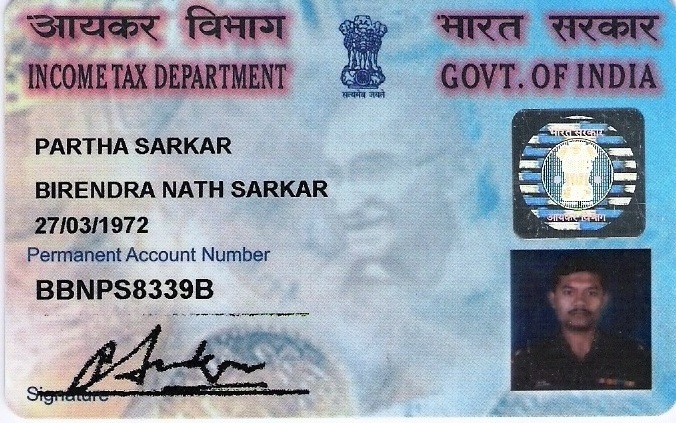 आयकर विभाग
INCOME TAX DEPARTMENT
सत्यमेव जयते
भारत सरकार
GOVT. OF INDIA
PARTHA SARKAR
BIRENDRA NATH SARKAR
27/03/1972
Permanent Account Number
BBNPS8339B
Signature
भारत सरकार
आयकर विभाग